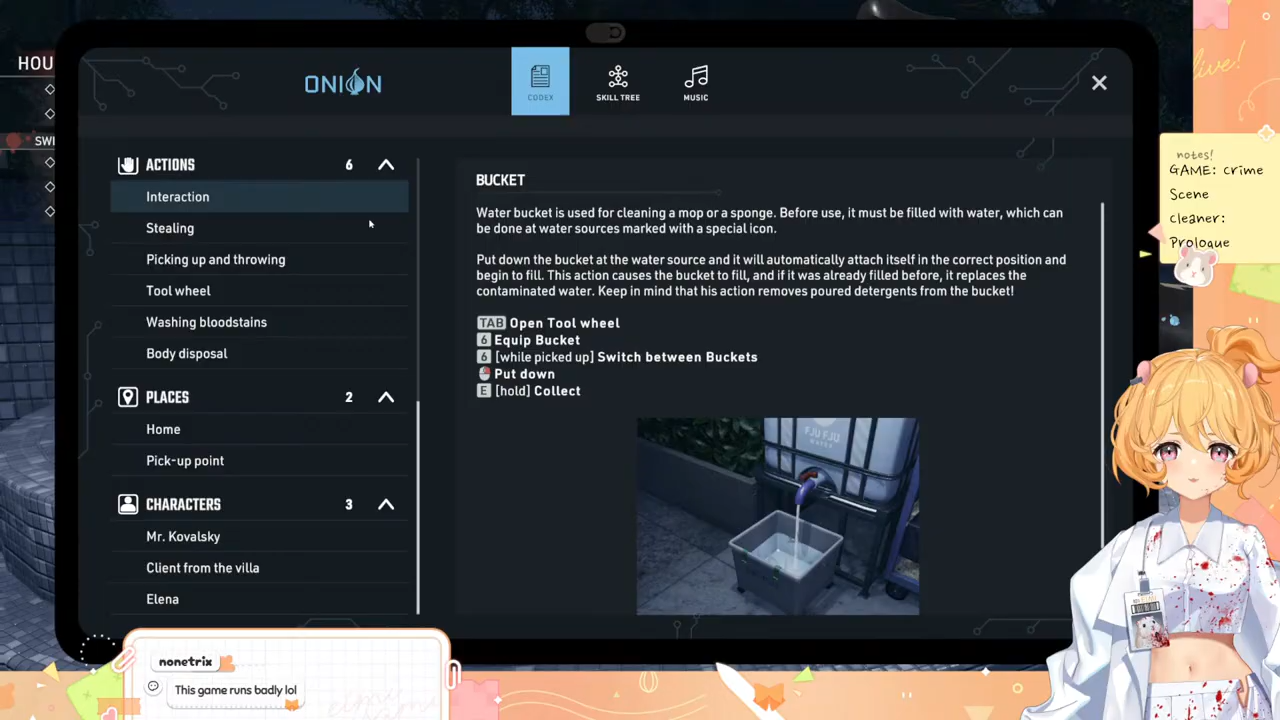 HOU
SWI
ONION
CODEX
SKILL TREE
MUSIC
ACTIONS 6
Interaction
Stealing
Picking up and throwing
Tool wheel
Washing bloodstains
Body disposal
PLACES 2
Home
Pick-up point
CHARACTERS 3
Mr. Kovalsky
Client from the villa
Elena
BUCKET
Water bucket is used for cleaning a mop or a sponge. Before use, it must be filled with water, which can
be done at water sources marked with a special icon.
Put down the bucket at the water source and it will automatically attach itself in the correct position and
begin to fill. This action causes the bucket to fill, and if it was already filled before, it replaces the
contaminated water. Keep in mind that his action removes poured detergents from the bucket!
TAB Open Tool wheel
6 Equip Bucket
6 [while picked up] Switch between Buckets
Put down
E [hold] Collect
FJU FJU
WATER
live!
notes!
GAME: crime
Scene
cleaner:
Prologue
nonetrix
This game runs badly lol